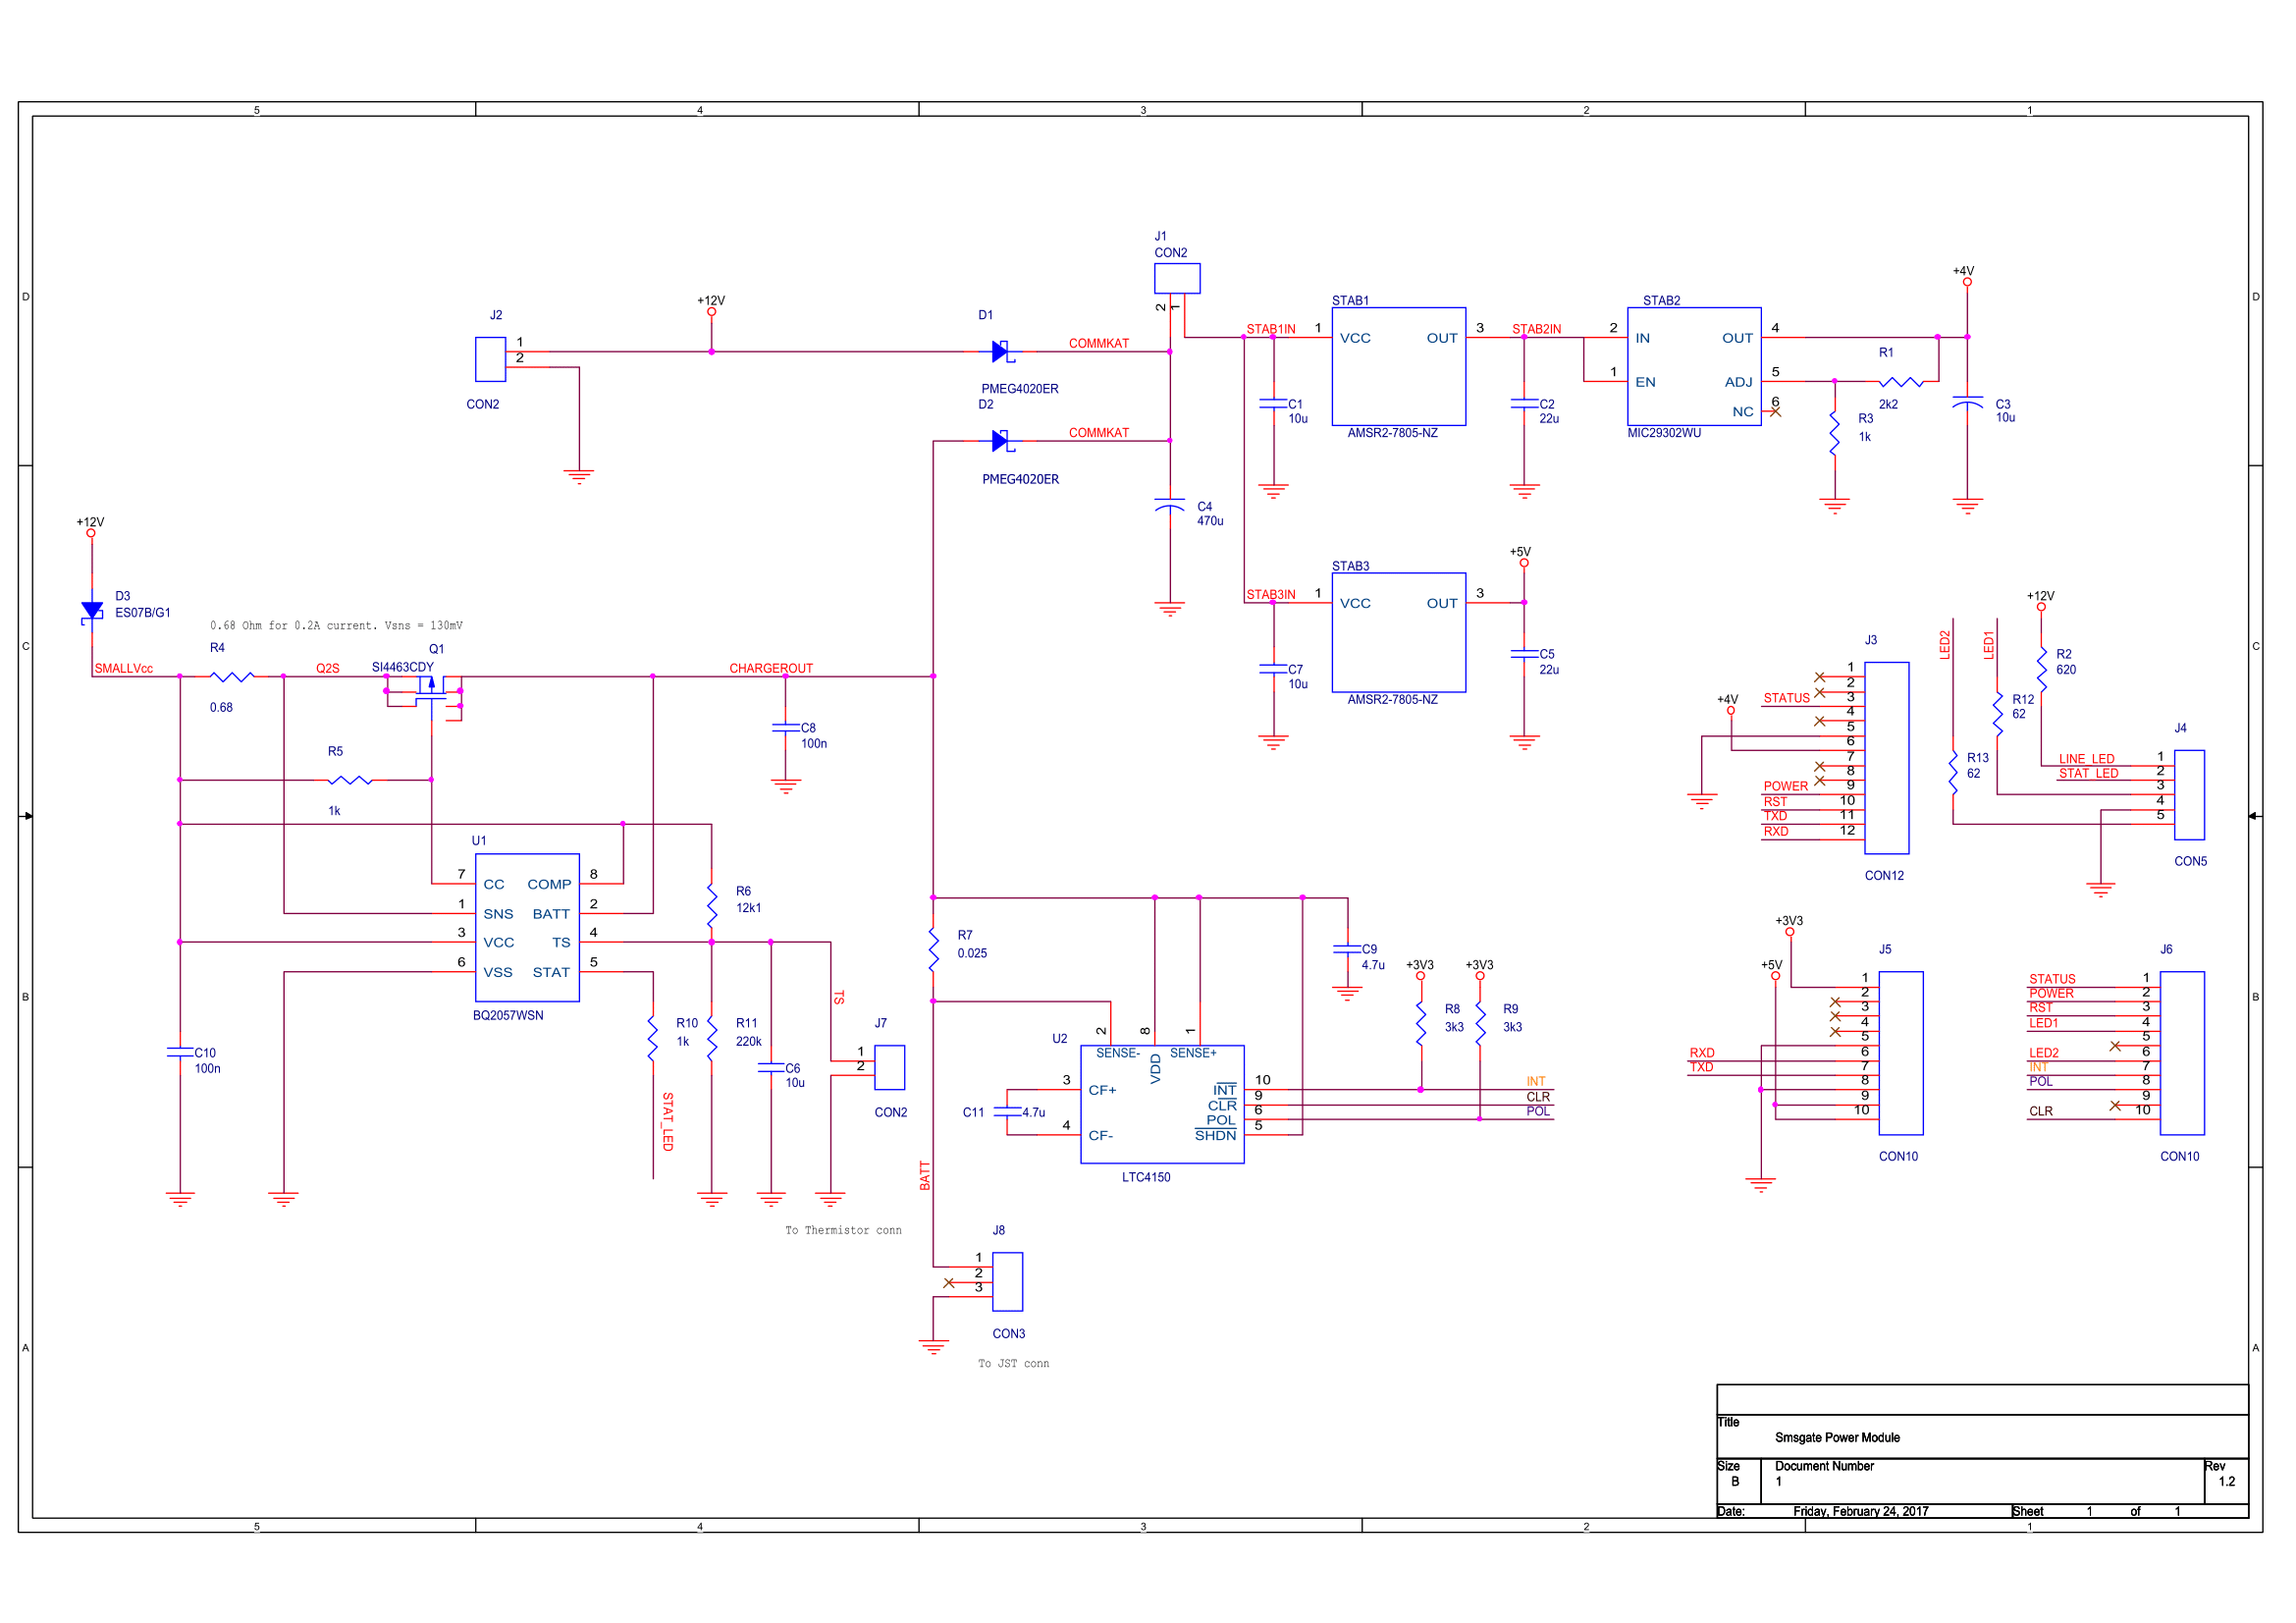 5 4 3 2 1
D
D
C
C
B
B
A
A
J1
CON2
2
1
+12V
J2
1
2
CON2
D1
COMMKAT
PMEG4020ER
D2
COMMKAT
PMEG4020ER
C4
470u
STAB1
STAB1IN
1 VCC OUT 3
AMSR2-7805-NZ
C1
10u
STAB2IN
C2
22u
STAB2
2 IN OUT 4
1 EN ADJ 5
NC 6
MIC29302WU
+4V
R1
2k2
R3
1k
C3
10u
STAB3
STAB3IN
1 VCC OUT 3
AMSR2-7805-NZ
+5V
C7
10u
C5
22u
+12V
D3
ES07B/G1
0.68 Ohm for 0.2A current. Vsns = 130mV
R4
0.68
SMALLVcc
Q2S
Q1
SI4463CDY
CHARGEROUT
C8
100n
R5
1k
U1
7 CC COMP 8
1 SNS BATT 2
3 VCC TS 4
6 VSS STAT 5
BQ2057WSN
R6
12k1
C10
100n
R10
1k
STAT_LED
R11
220k
C6
10u
TS
J7
1
2
CON2
To Thermistor conn
R7
0.025
BATT
J8
1
2
3
CON3
To JST conn
C9
4.7u
U2
2 8 1
SENSE- VDD SENSE+
3 CF+
4 CF-
INT 10
CLR 9
POL 6
SHDN 5
LTC4150
C11
4.7u
+3V3
+3V3
R8
3k3
R9
3k3
INT
CLR
POL
J3
+4V
1
2
STATUS 3
4
5
6
7
8
POWER 9
RST 10
TXD 11
RXD 12
CON12
LED2
LED1
+12V
R2
620
R12
62
R13
62
J4
LINE_LED 1
STAT_LED 2
3
4
5
CON5
+3V3
+5V
J5
1
2
3
4
5
RXD 6
TXD 7
8
9
10
CON10
J6
STATUS 1
POWER 2
RST 3
LED1 4
5
LED2 6
INT 7
POL 8
9
CLR 10
CON10
Title
Smsgate Power Module
Size
B
Document Number
1
Rev
1.2
Date: Friday, February 24, 2017 Sheet 1 of 1
5 4 3 2 1